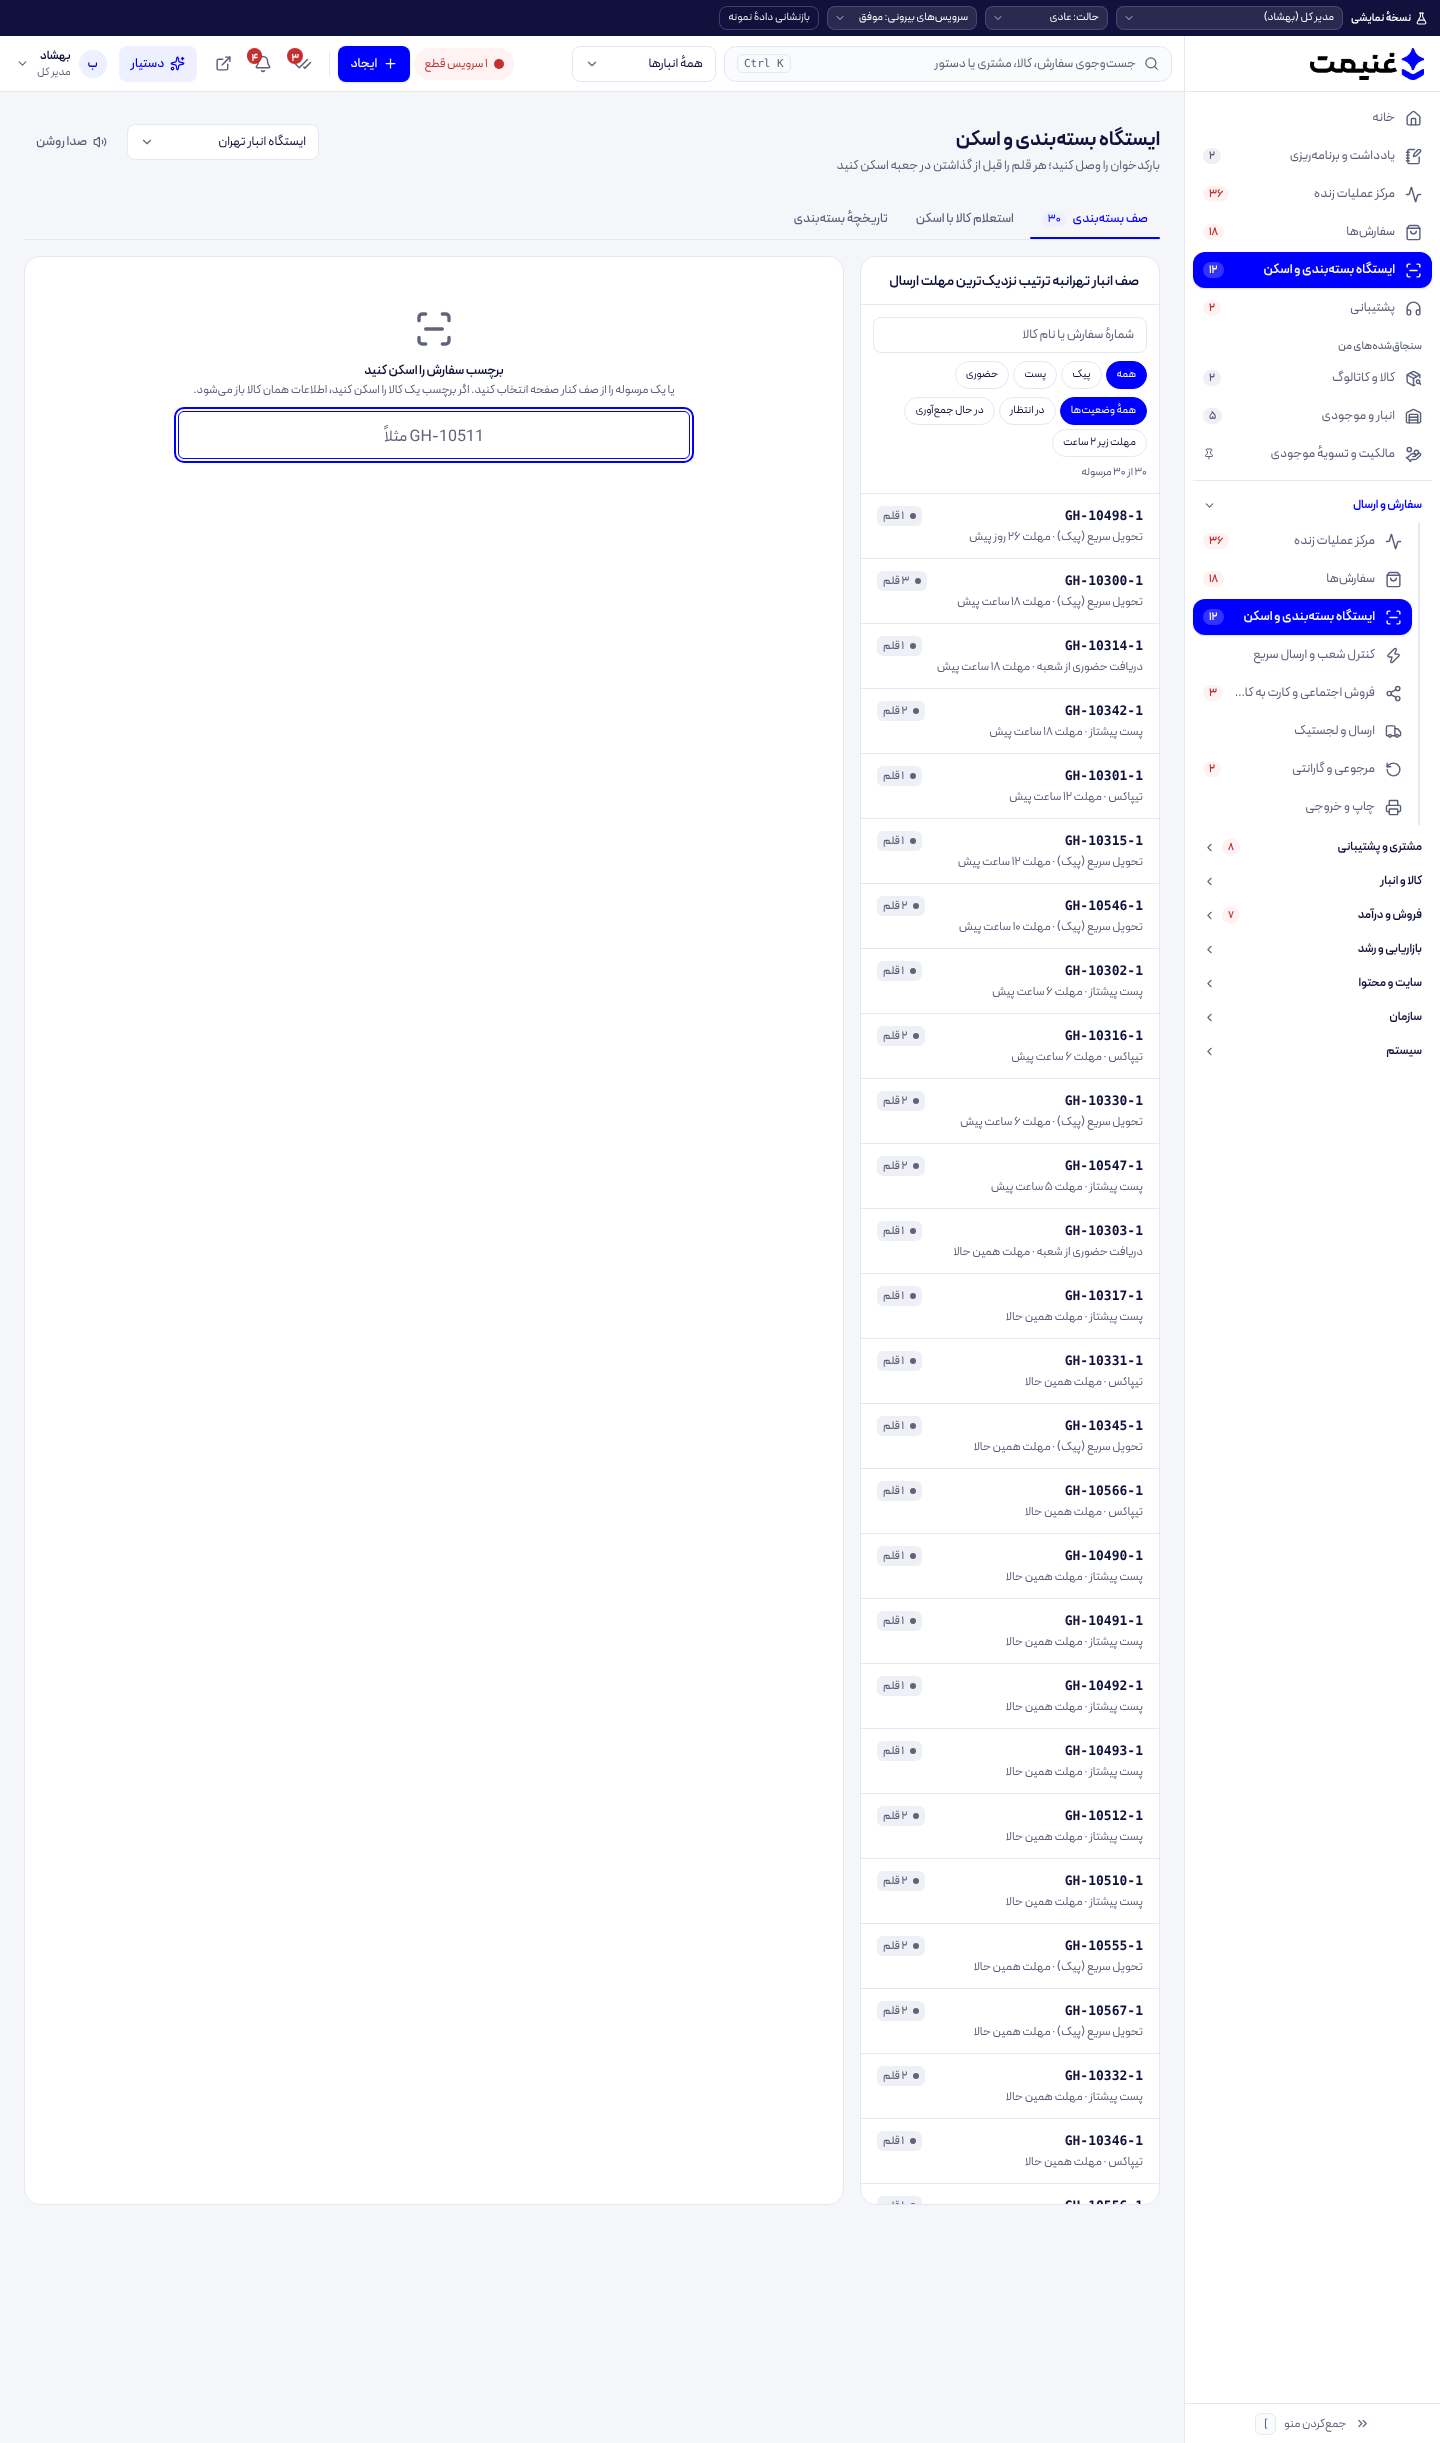 نسخهٔ نمایشی
مدیر کل (بهشاد)
حالت: عادی
سرویس‌های بیرونی: موفق
بازنشانی دادهٔ نمونه
غنیمت
جست‌وجوی سفارش، کالا، مشتری یا دستور
Ctrl K
همهٔ انبارها
۱ سرویس قطع
ایجاد
۳
۴
دستیار
ب
بهشاد
مدیر کل
خانه
یادداشت و برنامه‌ریزی ۲
مرکز عملیات زنده ۳۶
سفارش‌ها ۱۸
ایستگاه بسته‌بندی و اسکن ۱۲
پشتیبانی ۲
سنجاق‌شده‌های من
کالا و کاتالوگ ۲
انبار و موجودی ۵
مالکیت و تسویهٔ موجودی
سفارش و ارسال
مرکز عملیات زنده ۳۶
سفارش‌ها ۱۸
ایستگاه بسته‌بندی و اسکن ۱۲
کنترل شعب و ارسال سریع
فروش اجتماعی و کارت به کا... ۳
ارسال و لجستیک
مرجوعی و گارانتی ۲
چاپ و خروجی
مشتری و پشتیبانی ۸
کالا و انبار
فروش و درآمد ۷
بازاریابی و رشد
سایت و محتوا
سازمان
سیستم
جمع‌کردن منو [
ایستگاه بسته‌بندی و اسکن
بارکدخوان را وصل کنید؛ هر قلم را قبل از گذاشتن در جعبه اسکن کنید
ایستگاه انبار تهران
صدا روشن
صف بسته‌بندی ۳۰
استعلام کالا با اسکن
تاریخچهٔ بسته‌بندی
صف انبار تهرانبه ترتیب نزدیک‌ترین مهلت ارسال
شمارهٔ سفارش یا نام کالا
همه پیک پست حضوری
همهٔ وضعیت‌ها در انتظار در حال جمع‌آوری
مهلت زیر ۲ ساعت
۳۰ از ۳۰ مرسوله
GH-10498-1 ۱ قلم
تحویل سریع (پیک) · مهلت ۲۶ روز پیش
GH-10300-1 ۳ قلم
تحویل سریع (پیک) · مهلت ۱۸ ساعت پیش
GH-10314-1 ۱ قلم
دریافت حضوری از شعبه · مهلت ۱۸ ساعت پیش
GH-10342-1 ۲ قلم
پست پیشتاز · مهلت ۱۸ ساعت پیش
GH-10301-1 ۱ قلم
تیپاکس · مهلت ۱۲ ساعت پیش
GH-10315-1 ۱ قلم
تحویل سریع (پیک) · مهلت ۱۲ ساعت پیش
GH-10546-1 ۲ قلم
تحویل سریع (پیک) · مهلت ۱۰ ساعت پیش
GH-10302-1 ۱ قلم
پست پیشتاز · مهلت ۶ ساعت پیش
GH-10316-1 ۲ قلم
تیپاکس · مهلت ۶ ساعت پیش
GH-10330-1 ۲ قلم
تحویل سریع (پیک) · مهلت ۶ ساعت پیش
GH-10547-1 ۲ قلم
پست پیشتاز · مهلت ۵ ساعت پیش
GH-10303-1 ۱ قلم
دریافت حضوری از شعبه · مهلت همین حالا
GH-10317-1 ۱ قلم
پست پیشتاز · مهلت همین حالا
GH-10331-1 ۱ قلم
تیپاکس · مهلت همین حالا
GH-10345-1 ۱ قلم
تحویل سریع (پیک) · مهلت همین حالا
GH-10566-1 ۱ قلم
تیپاکس · مهلت همین حالا
GH-10490-1 ۱ قلم
پست پیشتاز · مهلت همین حالا
GH-10491-1 ۱ قلم
پست پیشتاز · مهلت همین حالا
GH-10492-1 ۱ قلم
پست پیشتاز · مهلت همین حالا
GH-10493-1 ۱ قلم
پست پیشتاز · مهلت همین حالا
GH-10512-1 ۲ قلم
پست پیشتاز · مهلت همین حالا
GH-10510-1 ۲ قلم
پست پیشتاز · مهلت همین حالا
GH-10555-1 ۲ قلم
تحویل سریع (پیک) · مهلت همین حالا
GH-10567-1 ۲ قلم
تحویل سریع (پیک) · مهلت همین حالا
GH-10332-1 ۲ قلم
پست پیشتاز · مهلت همین حالا
GH-10346-1 ۱ قلم
تیپاکس · مهلت همین حالا
برچسب سفارش را اسکن کنید
یا یک مرسوله را از صف کنار صفحه انتخاب کنید. اگر برچسب یک کالا را اسکن کنید، اطلاعات همان کالا باز می‌شود.
مثلاً GH-10511